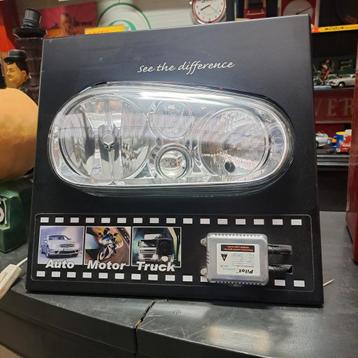 see the difference
Auto Motor Truck
Pilot